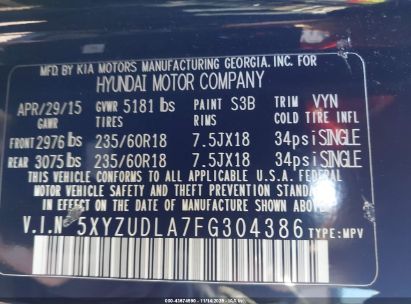 MFD BY KIA MOTORS MANUFACTURING GEORGIA, INC. FOR
HYUNDAI MOTOR COMPANY
APR/29/15 GVWR 5181 lbs PAINT S3B TRIM VYN
GAWR TIRES RIMS COLD TIRE INFL
FRONT 2976 lbs 235/60R18 7.5JX18 34psi SINGLE
REAR 3075 lbs 235/60R18 7.5JX18 34psi SINGLE
THIS VEHICLE CONFORMS TO ALL APPLICABLE U.S.A. FEDERAL
MOTOR VEHICLE SAFETY AND THEFT PREVENTION STANDARDS
IN EFFECT ON THE DATE OF MANUFACTURE SHOWN ABOVE.
V.I.N 5XYZUDLA7FG304386 TYPE: MPV